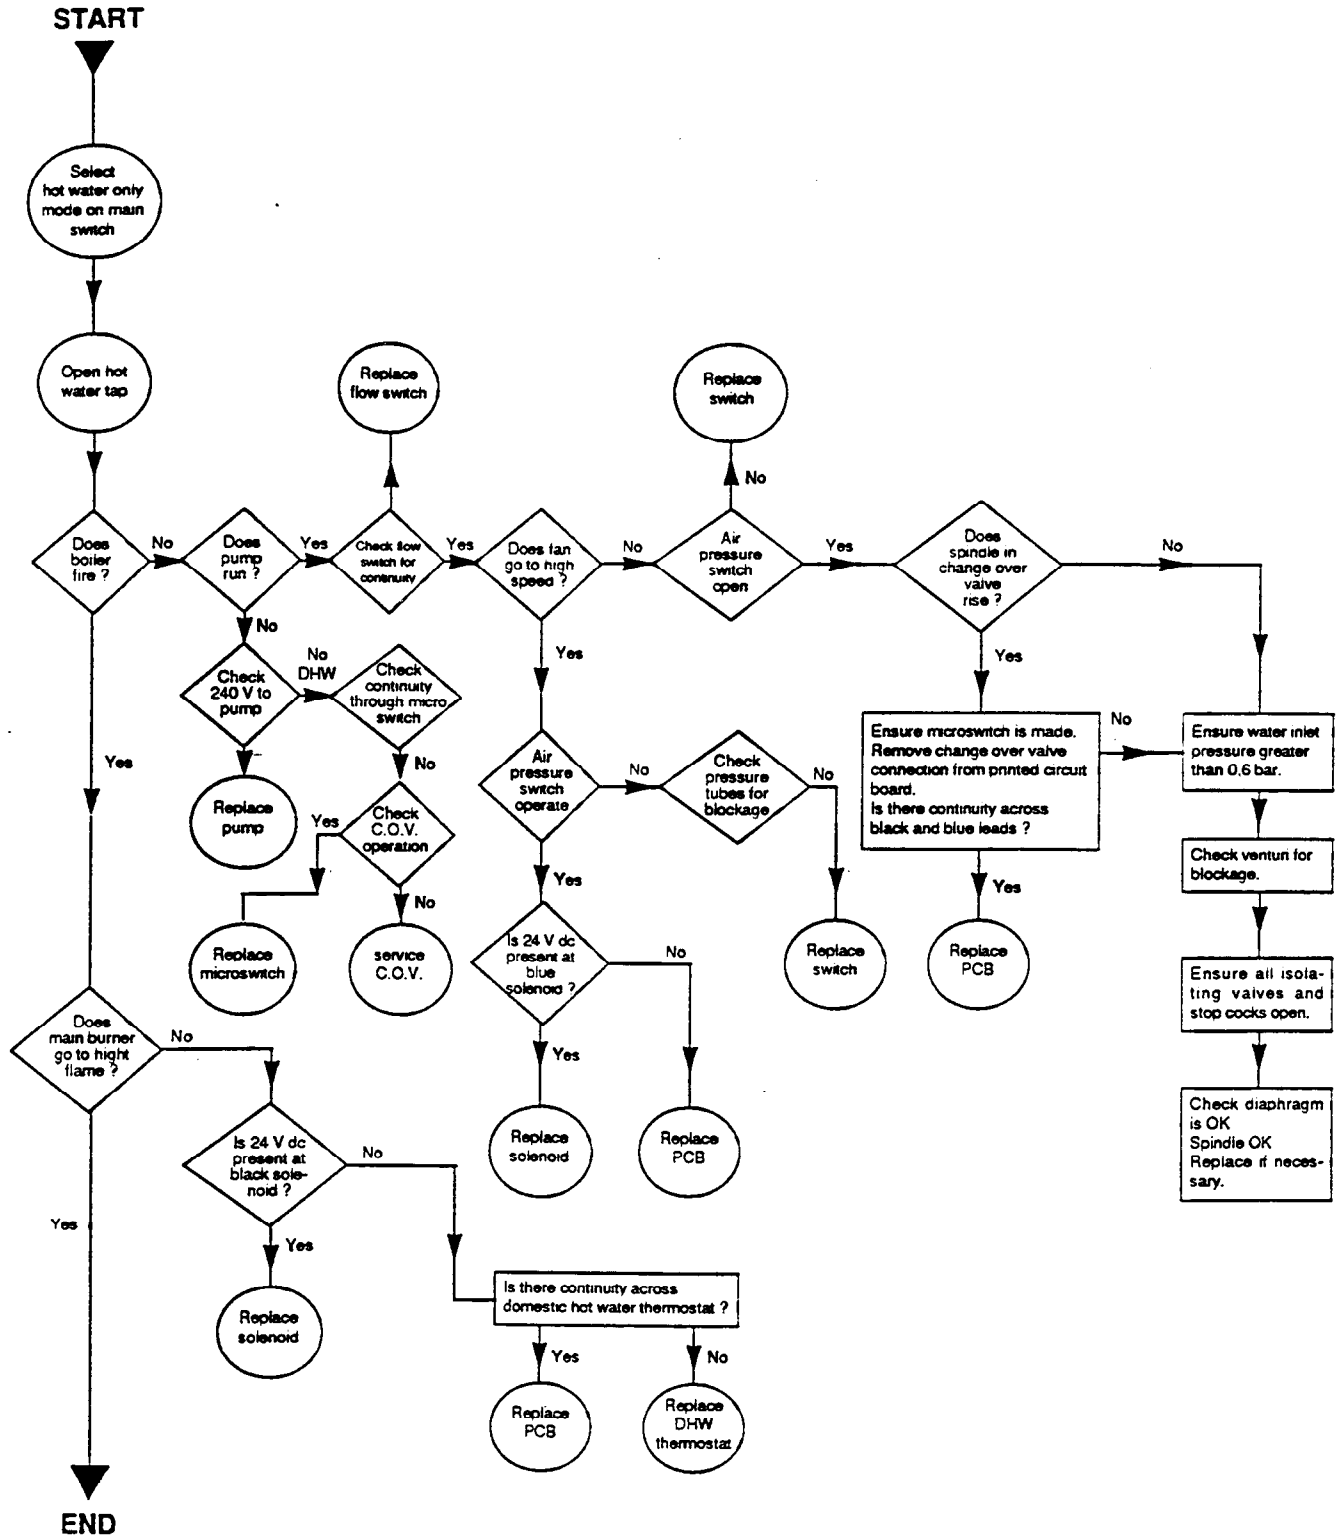 START
Select
hot water only
mode on main
switch
Open hot
water tap
Replace
flow switch
Replace
switch
No
Does
boiler
fire ?
No
Does
pump
run ?
Yes
Check flow
switch for
continuity
Yes
Does fan
go to high
speed ?
No
Air
pressure
switch
open
Yes
Does
spindle in
change over
valve
rise ?
No
No
Check
240 V to
pump
No
DHW
Check
continuity
through micro
switch
Yes
Yes
Yes
No
Replace
pump
Yes
Check
C.O.V.
operation
No
Replace
microswitch
service
C.O.V.
Air
pressure
switch
operate
No
Check
pressure
tubes for
blockage
No
Ensure microswitch is made.
Remove change over valve
connection from printed circuit
board.
Is there continuity across
black and blue leads ?
No
Ensure water inlet
pressure greater
than 0,6 bar.
Check venturi for
blockage.
Yes
Yes
Is 24 V dc
present at
blue
solenoid ?
No
Replace
switch
Replace
PCB
Ensure all isola-
ting valves and
stop cocks open.
Does
main burner
go to hight
flame ?
No
Yes
Replace
solenoid
Replace
PCB
Check diaphragm
is OK
Spindle OK
Replace if neces-
sary.
Is 24 V dc
present at
black sole-
noid ?
No
Yes
Yes
Replace
solenoid
Is there continuity across
domestic hot water thermostat ?
Yes
No
Replace
PCB
Replace
DHW
thermostat
END